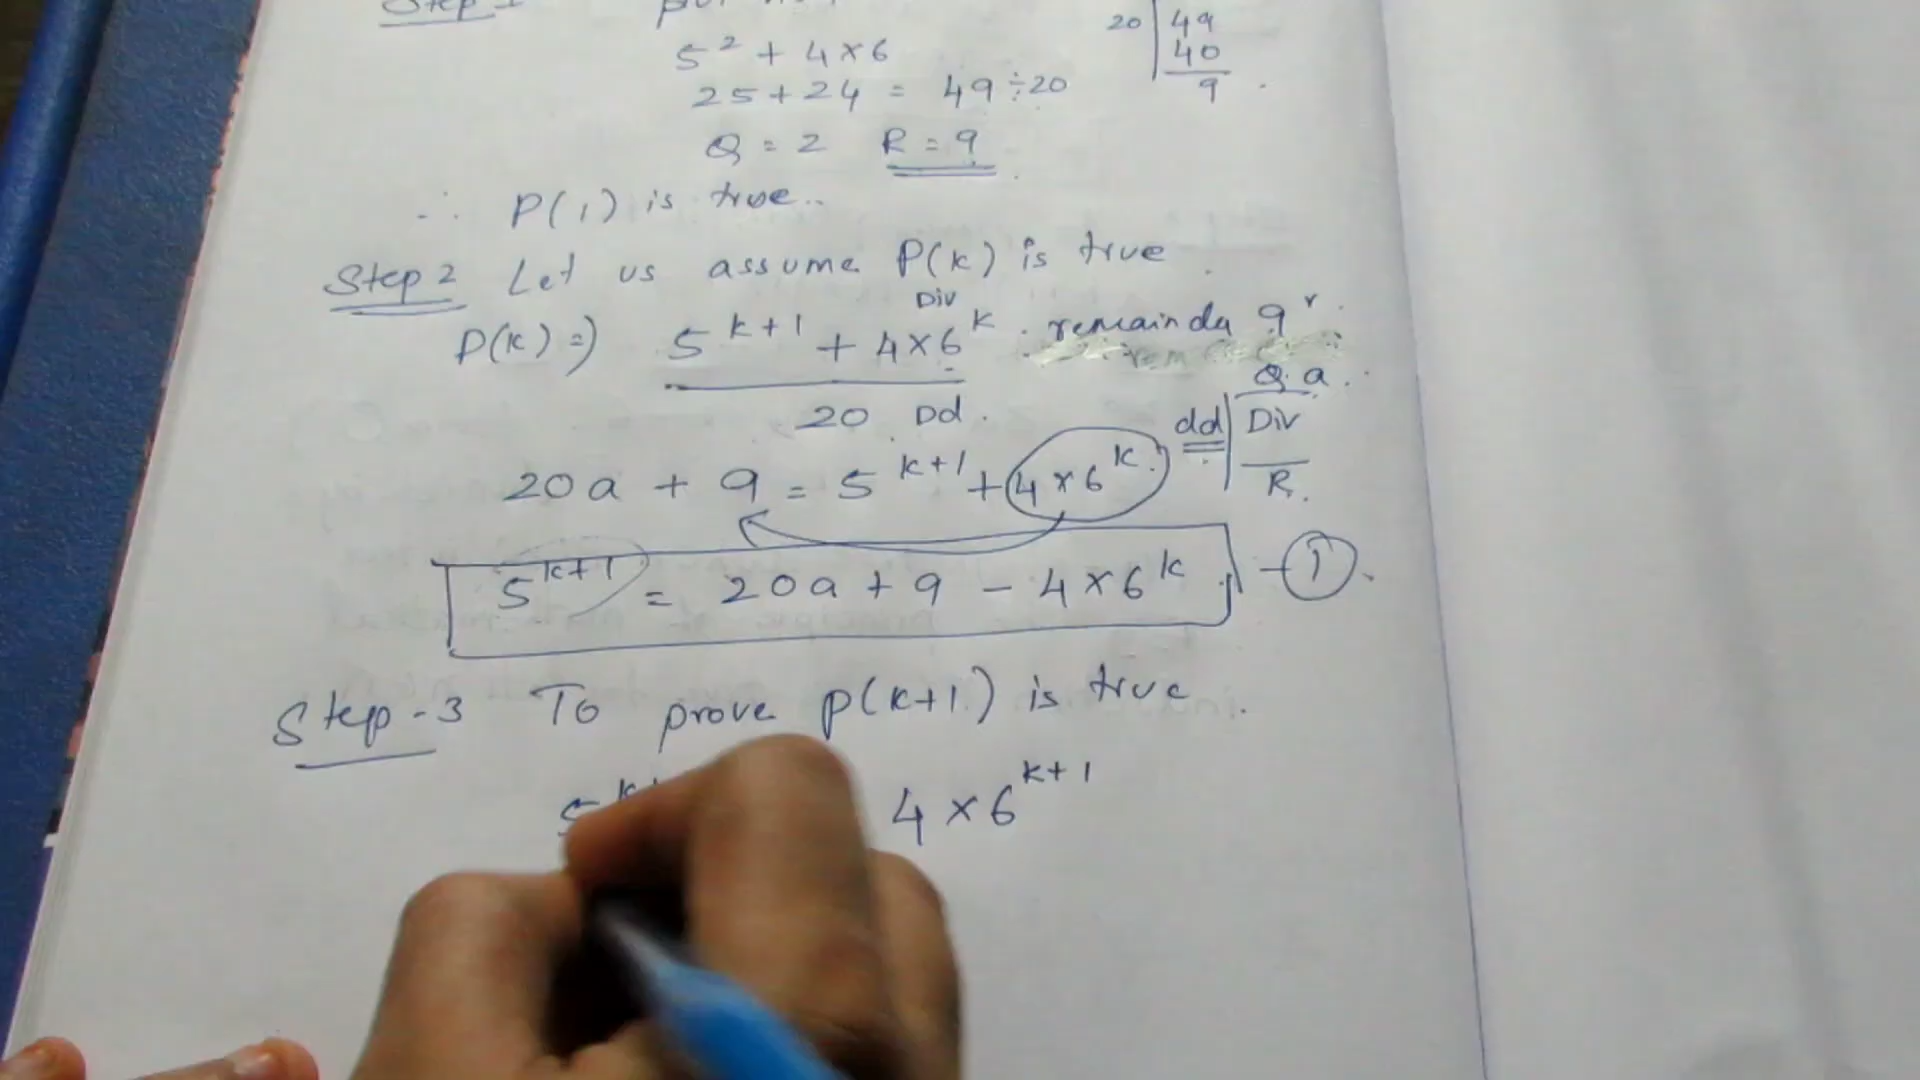 Step 1
5² + 4×6
20 | 49
40
25 + 24 = 49 ÷ 20
9
Q = 2 R = 9
∴ P(1) is true..
Step 2 Let us assume P(k) is true.
Div
P(k) ⇒ 5^{k+1} + 4×6^k . remainder 9
20 Dd.
Q a.
dd | Div
R.
20a + 9 = 5^{k+1} + 4×6^k.
5^{k+1} = 20a + 9 - 4×6^k. - ①.
Step-3 To prove p(k+1) is true.
5^{k+ 4×6^{k+1}